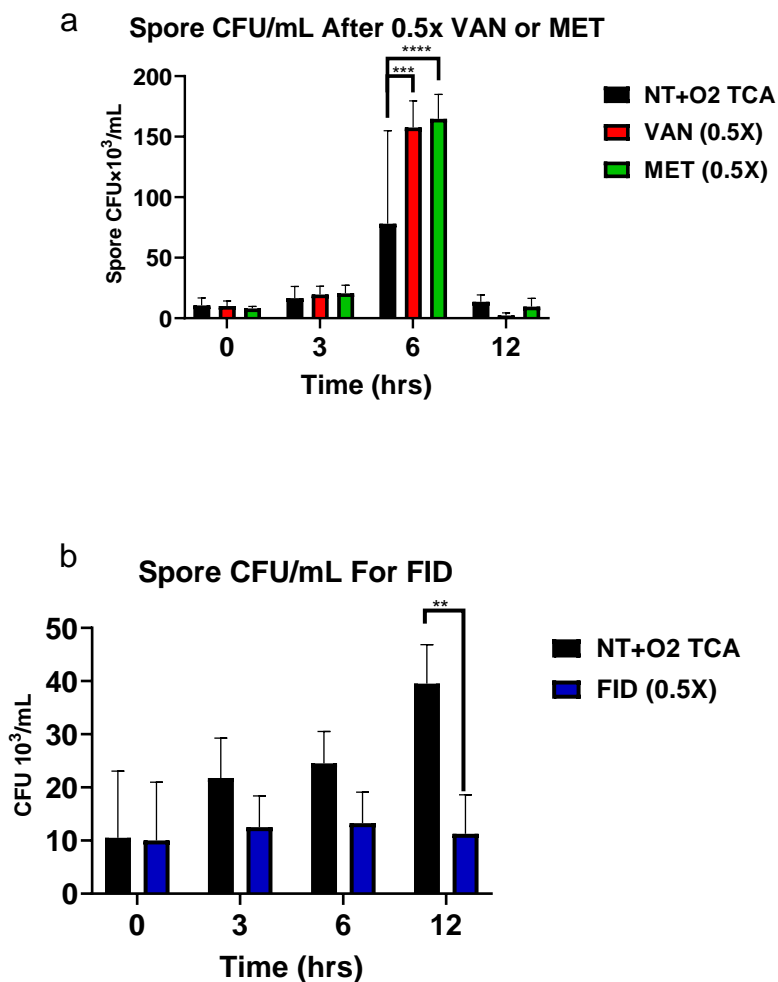 a
Spore CFU/mL After 0.5x VAN or MET
****
***
200
150
100
50
0
Spore CFU×10³/mL
0 3 6 12
Time (hrs)
NT+O2 TCA
VAN (0.5X)
MET (0.5X)
b
Spore CFU/mL For FID
**
50
40
30
20
10
0
CFU 10³/mL
0 3 6 12
Time (hrs)
NT+O2 TCA
FID (0.5X)